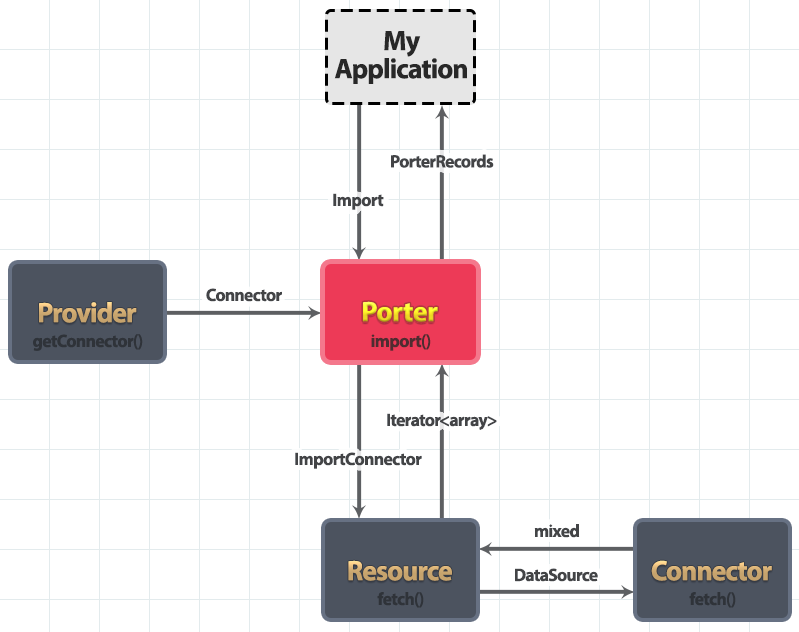 My
Application
PorterRecords
Import
Connector
Provider
getConnector()
Porter
import()
Iterator<array>
ImportConnector
mixed
DataSource
Resource
fetch()
Connector
fetch()